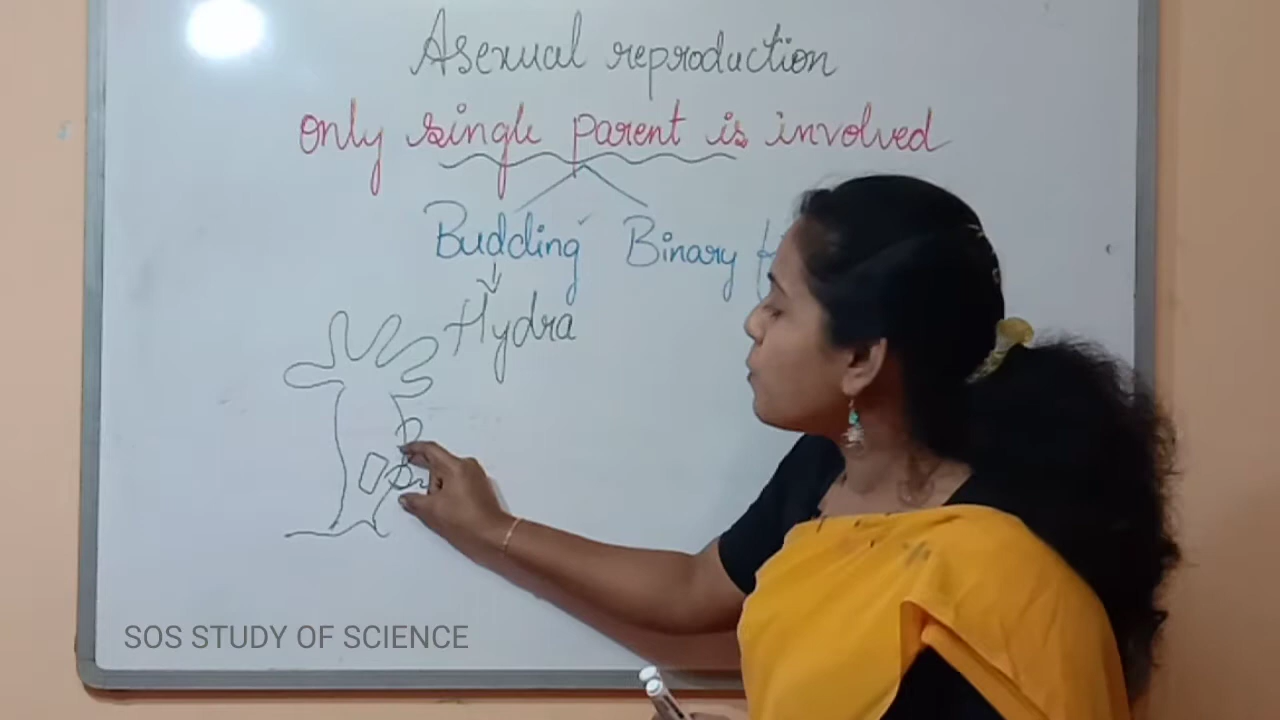 Asexual reproduction
only single parent is involved
Budding Binary
Hydra
SOS STUDY OF SCIENCE